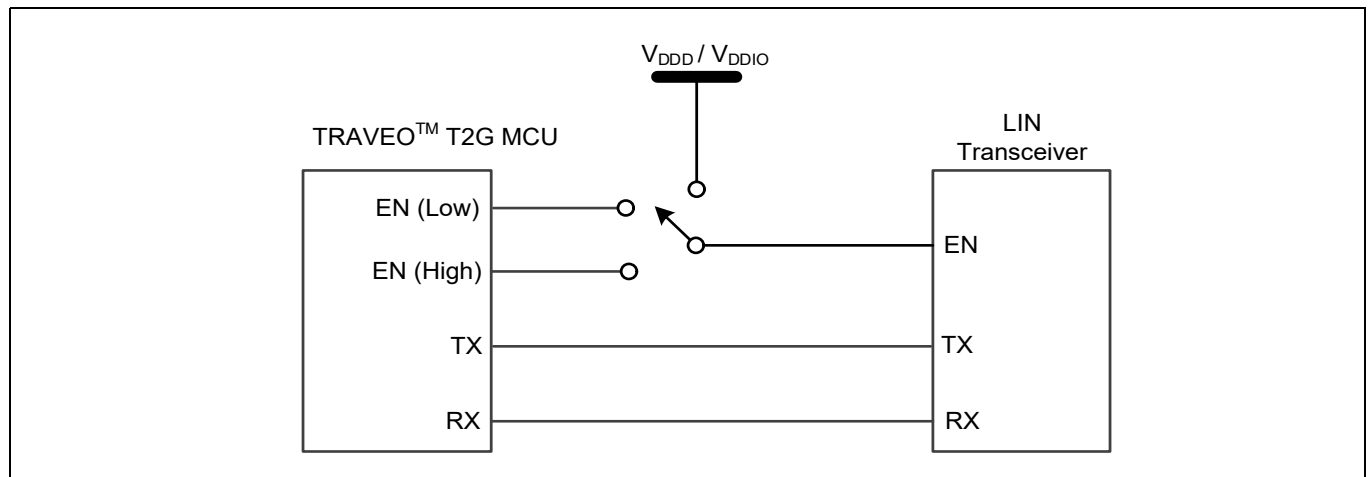 VDDD / VDDIO
TRAVEO™ T2G MCU
LIN
Transceiver
EN (Low)
EN (High)
EN
TX
TX
RX
RX